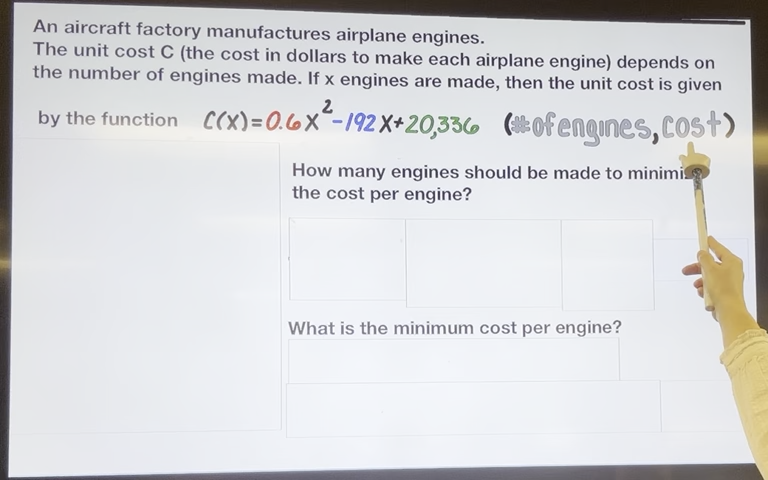 An aircraft factory manufactures airplane engines.
The unit cost C (the cost in dollars to make each airplane engine) depends on
the number of engines made. If x engines are made, then the unit cost is given
by the function C(x)=0.6x²-192x+20,336 (#of engines, cost)
How many engines should be made to
the cost per engine?
What is the minimum cost per engine?